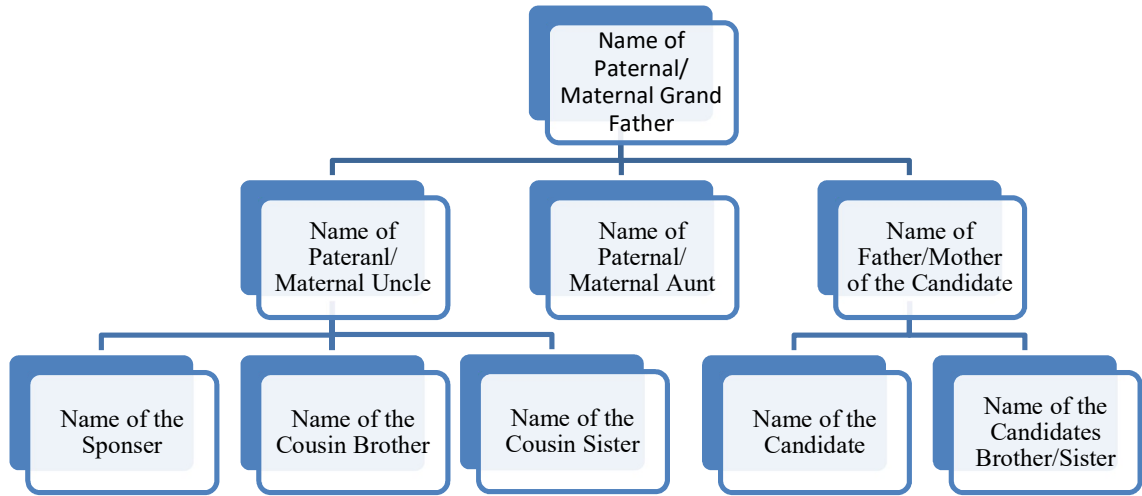 Name of
Paternal/
Maternal Grand
Father
Name of
Pateranl/
Maternal Uncle
Name of
Paternal/
Maternal Aunt
Name of
Father/Mother
of the Candidate
Name of the
Sponser
Name of the
Cousin Brother
Name of the
Cousin Sister
Name of the
Candidate
Name of the
Candidates
Brother/Sister